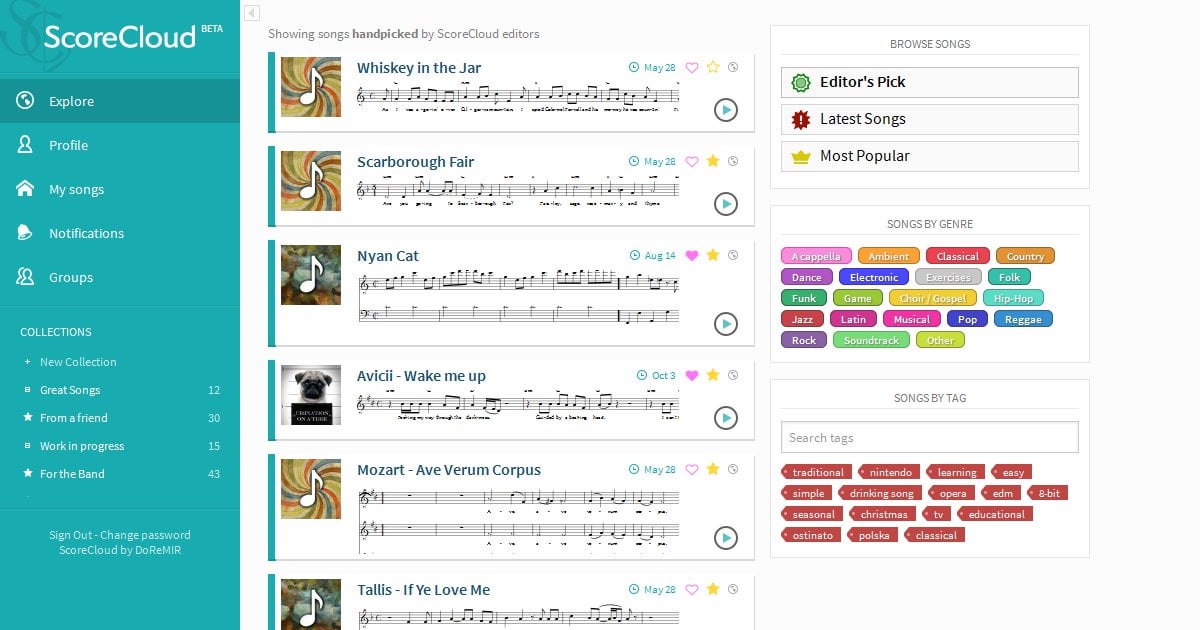 ScoreCloud BETA
Explore
Profile
My songs
Notifications
Groups
COLLECTIONS
+ New Collection
Great Songs 12
From a friend 30
Work in progress 15
For the Band 43
Sign Out - Change password
ScoreCloud by DoReMIR
Showing songs handpicked by ScoreCloud editors
Whiskey in the Jar May 28
Scarborough Fair May 28
Are you going to Scar-borough Fair? Pars-ley, sage, rose-mar-y and thyme
Nyan Cat Aug 14
Avicii - Wake me up Oct 3
Feeling my way through the darkness, Guided by a beating heart, I can't
URINATION
ON A TREE
Mozart - Ave Verum Corpus May 28
Tallis - If Ye Love Me May 28
BROWSE SONGS
Editor's Pick
Latest Songs
Most Popular
SONGS BY GENRE
A cappella Ambient Classical Country
Dance Electronic Exercises Folk
Funk Game Choir / Gospel Hip-Hop
Jazz Latin Musical Pop Reggae
Rock Soundtrack Other
SONGS BY TAG
Search tags
traditional nintendo learning easy
simple drinking song opera edm 8-bit
seasonal christmas tv educational
ostinato polska classical